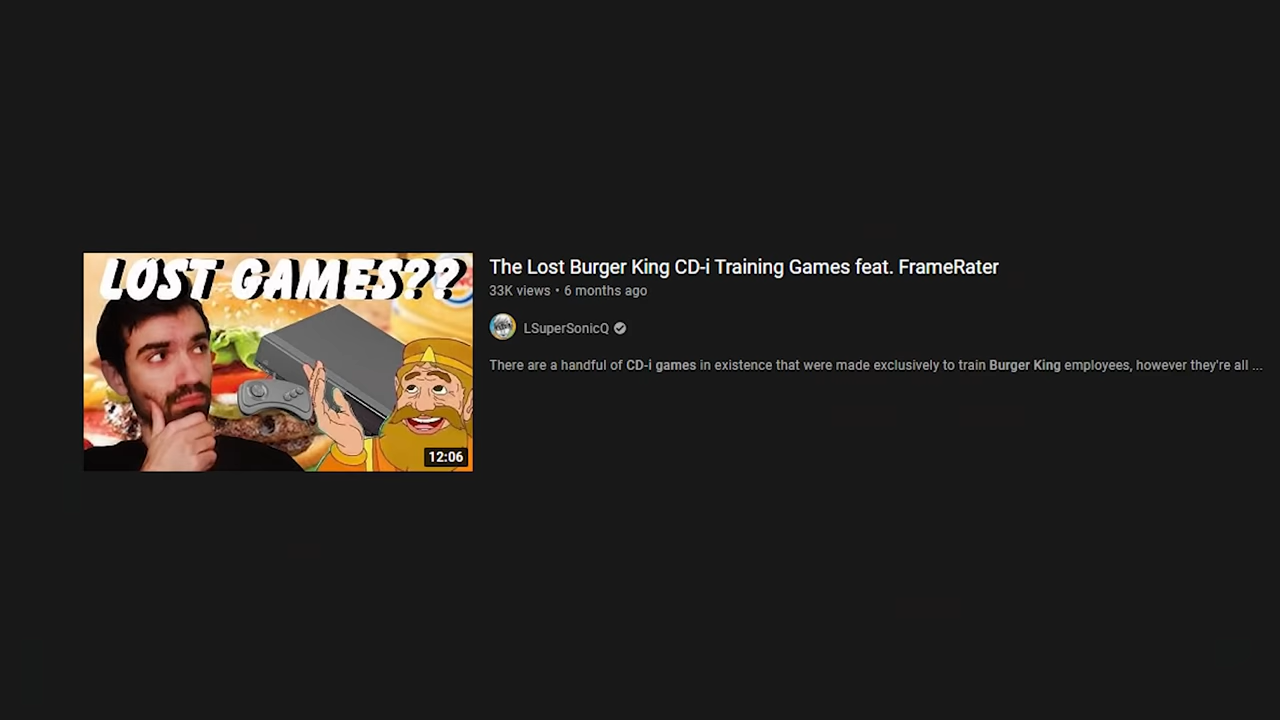 LOST GAMES??
12:06
The Lost Burger King CD-i Training Games feat. FrameRater
33K views • 6 months ago
LSuperSonicQ
There are a handful of CD-i games in existence that were made exclusively to train Burger King employees, however they're all ...